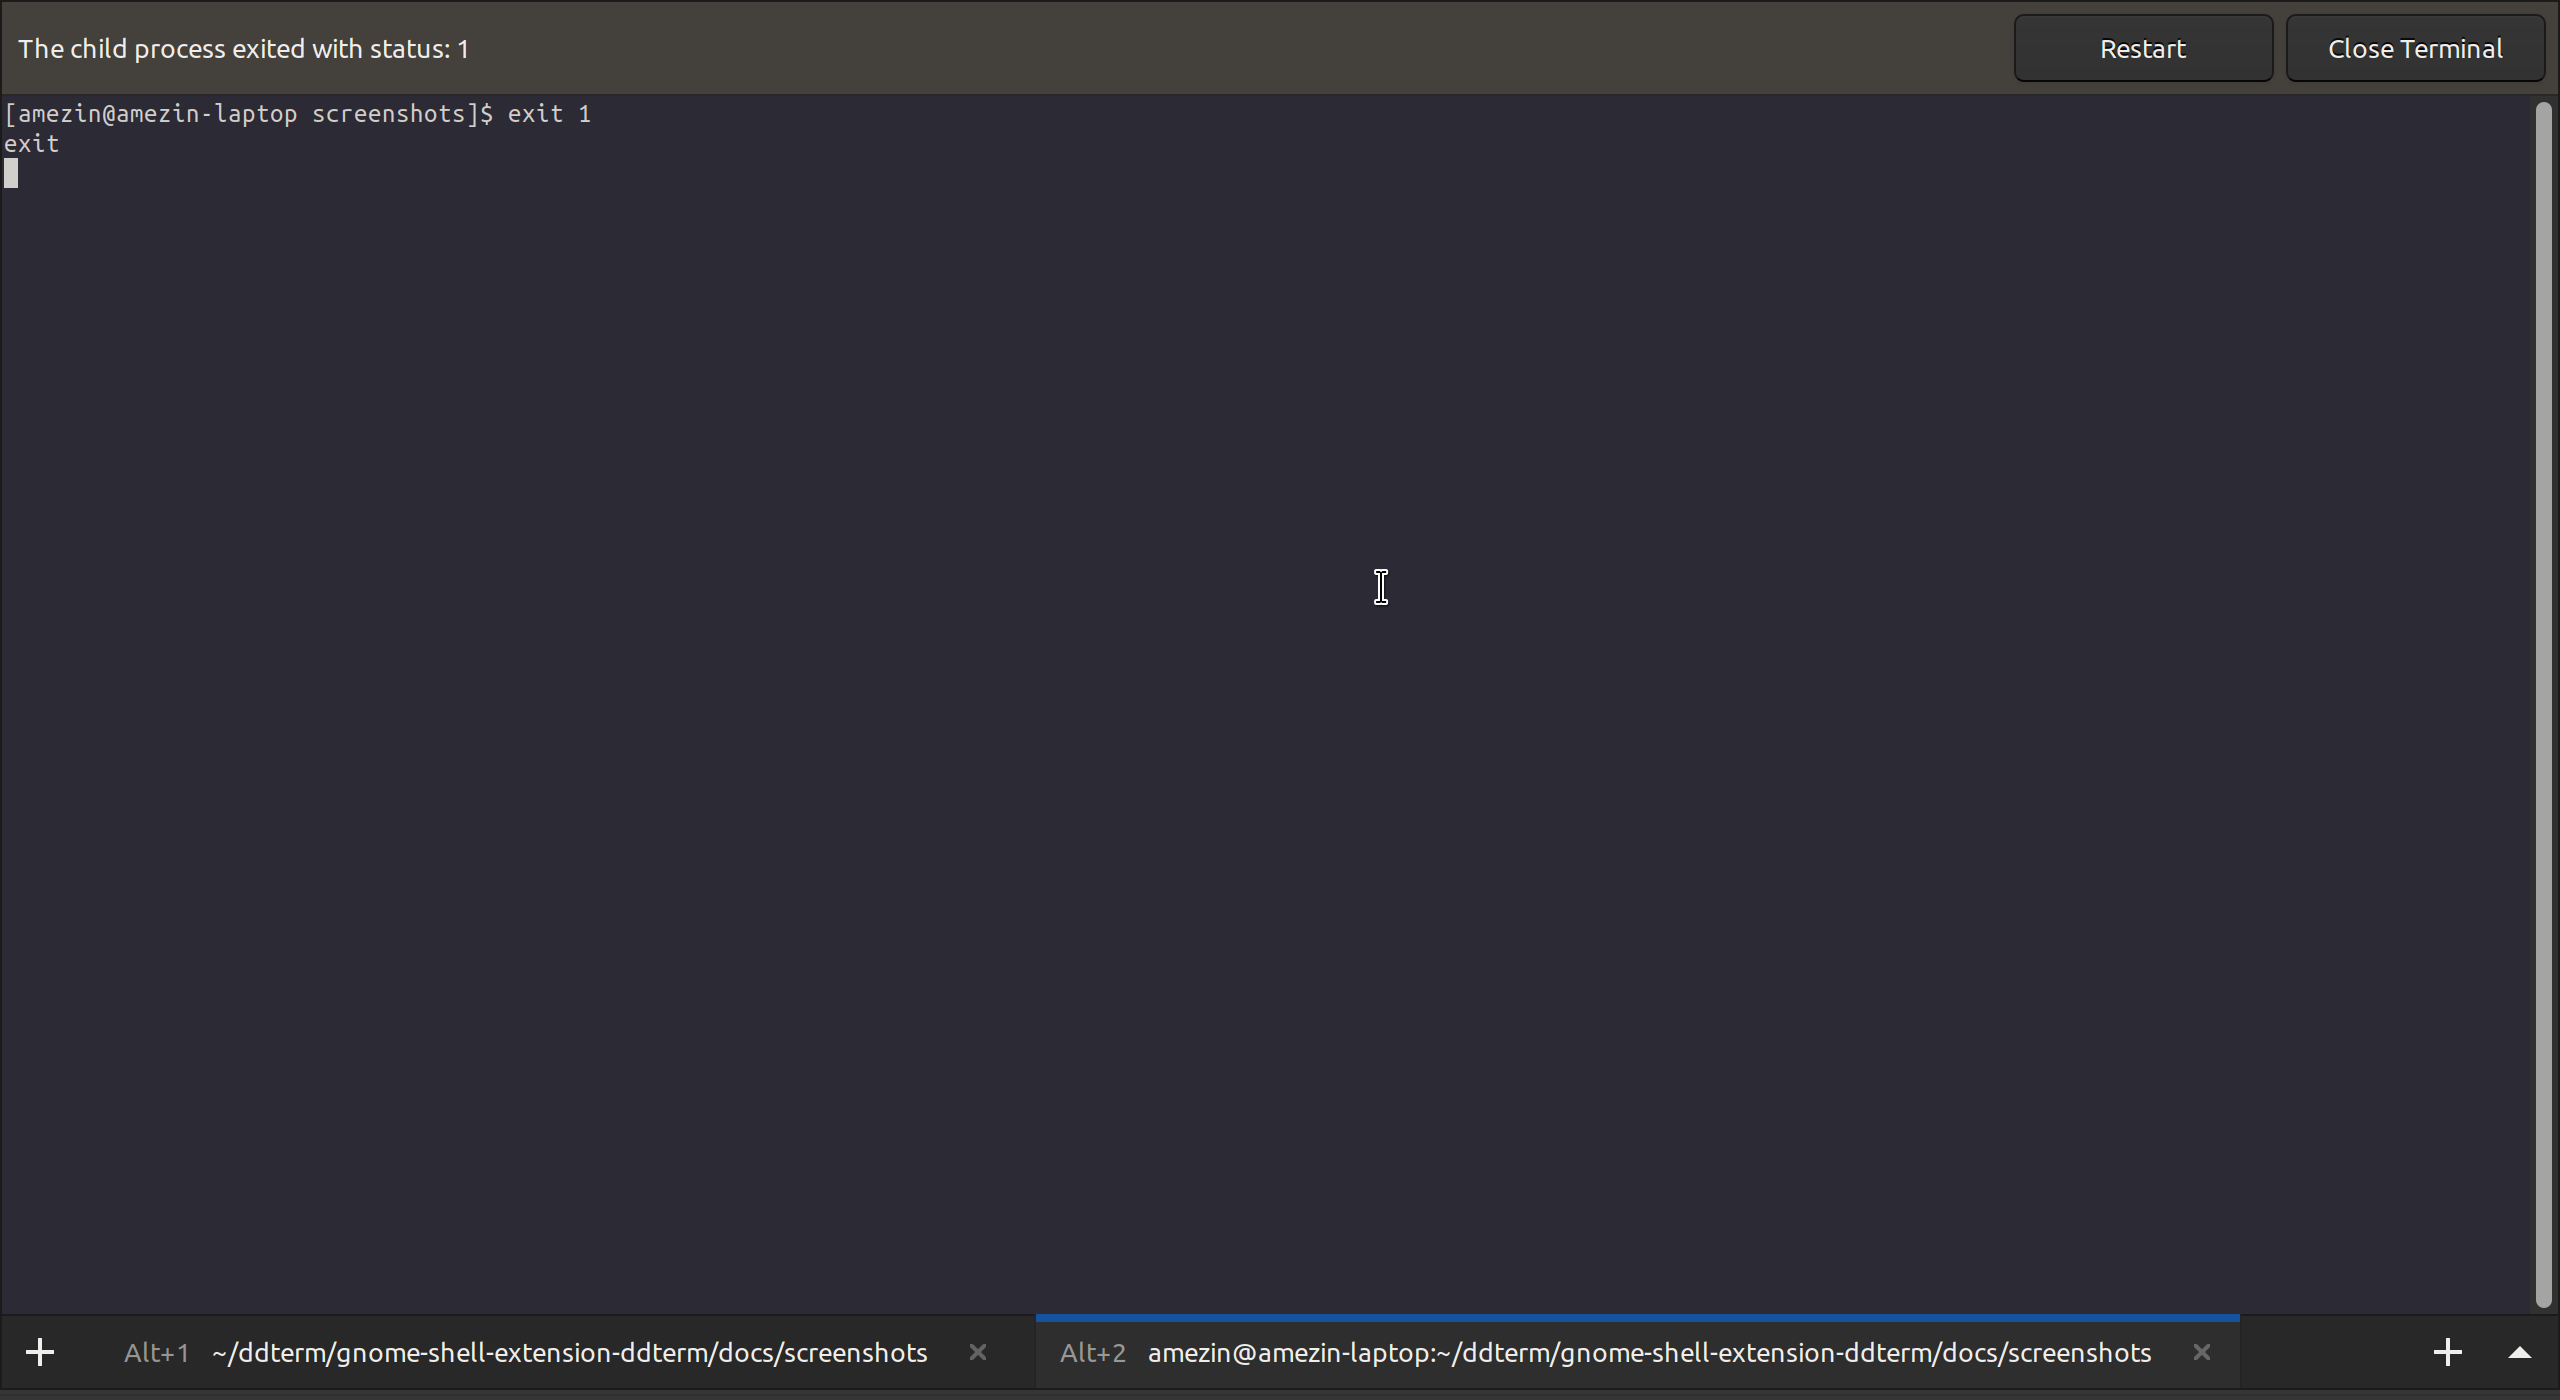 The child process exited with status: 1
Restart
Close Terminal
[amezin@amezin-laptop screenshots]$ exit 1
exit
Alt+1 ~/ddterm/gnome-shell-extension-ddterm/docs/screenshots
Alt+2 amezin@amezin-laptop:~/ddterm/gnome-shell-extension-ddterm/docs/screenshots